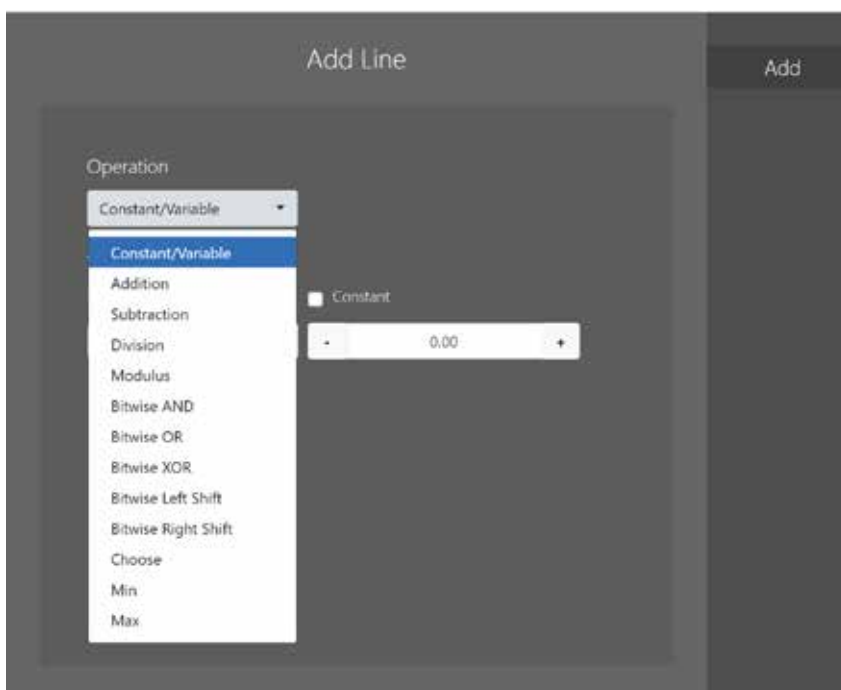 Add Line
Add
Operation
Constant/Variable
Constant/Variable
Addition
Subtraction
Constant
Division
- 0.00 +
Modulus
Bitwise AND
Bitwise OR
Bitwise XOR
Bitwise Left Shift
Bitwise Right Shift
Choose
Min
Max